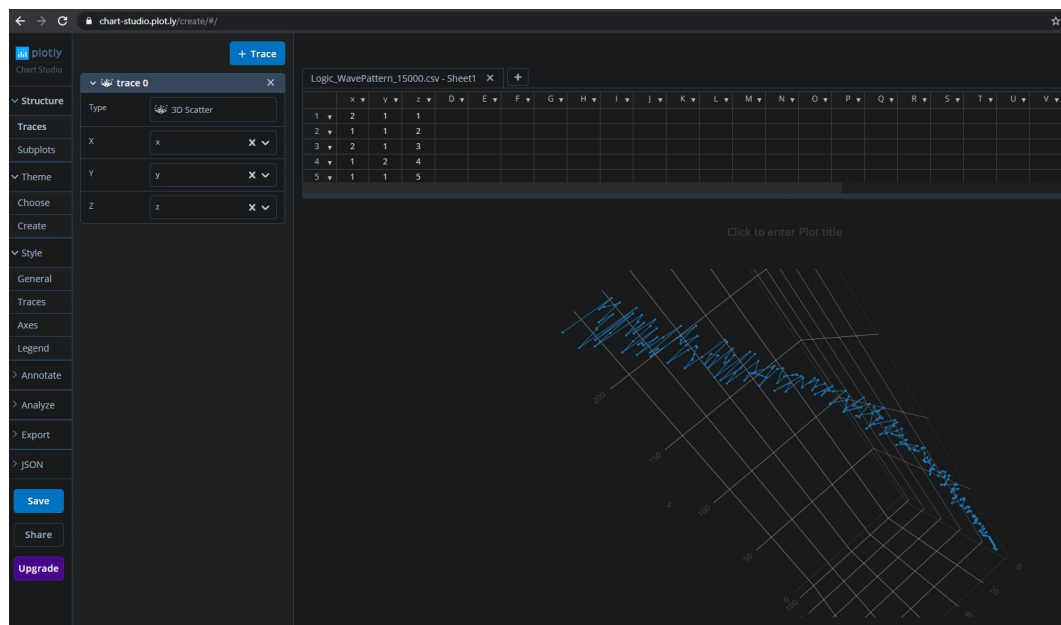 chart-studio.plot.ly/create/#/
plotly
Chart Studio
Structure
Traces
Subplots
Theme
Choose
Create
Style
General
Traces
Axes
Legend
Annotate
Analyze
Export
JSON
Save
Share
Upgrade
+ Trace
trace 0
Type 3D Scatter
X x
Y y
Z z
Logic_WavePattern_15000.csv - Sheet1
x y z D E F G H I J K L M N O P Q R S T U V
1 2 1 1
2 1 1 2
3 2 1 3
4 1 2 4
5 1 1 5
Click to enter Plot title
200
150
z
100
50
0
100
0
20
40